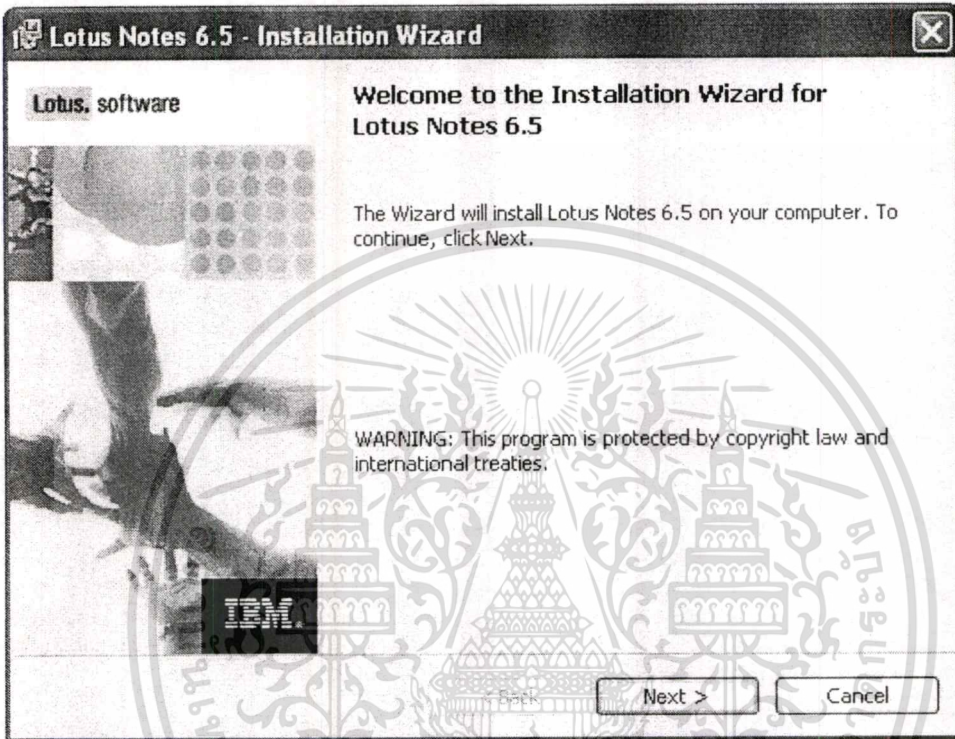 Lotus Notes 6.5 - Installation Wizard
Lotus. software
Welcome to the Installation Wizard for
Lotus Notes 6.5
The Wizard will install Lotus Notes 6.5 on your computer. To
continue, click Next.
WARNING: This program is protected by copyright law and
international treaties.
IBM
< Back
Next >
Cancel